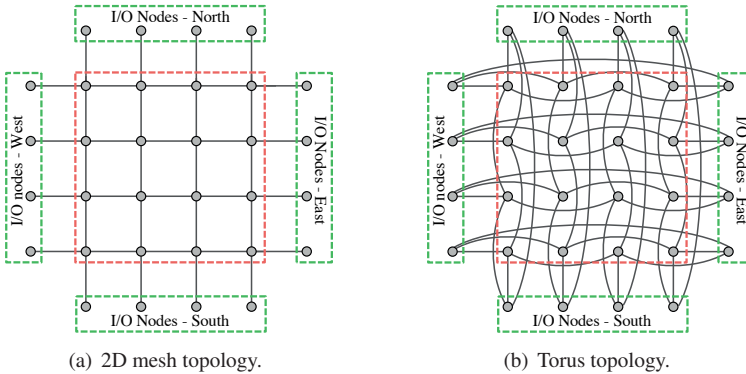 I/O Nodes - North
I/O nodes - West
I/O Nodes - East
I/O Nodes - South
(a) 2D mesh topology.
I/O Nodes - North
I/O nodes - West
I/O Nodes - East
I/O Nodes - South
(b) Torus topology.